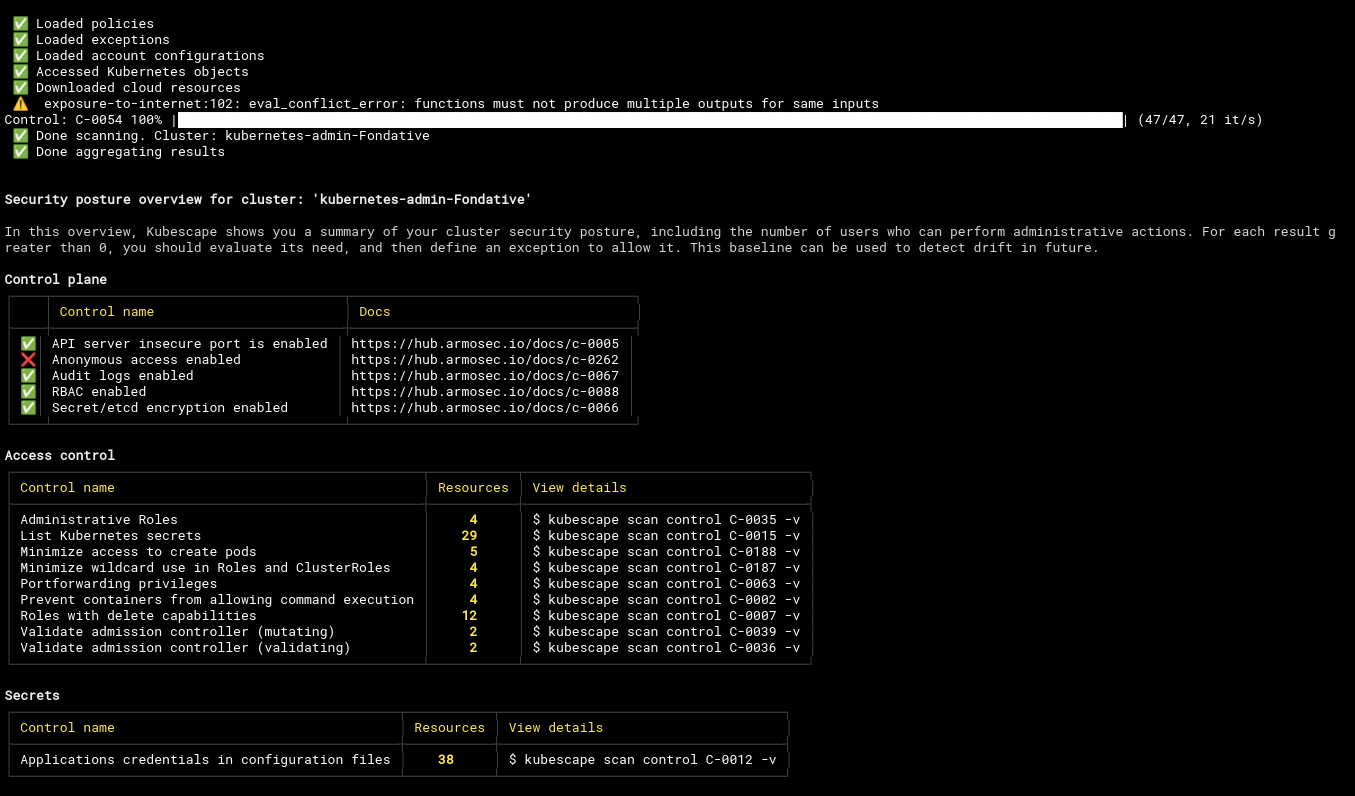 ✅ Loaded policies
✅ Loaded exceptions
✅ Loaded account configurations
✅ Accessed Kubernetes objects
✅ Downloaded cloud resources
⚠️ exposure-to-internet:102: eval_conflict_error: functions must not produce multiple outputs for same inputs
Control: C-0054 100% |██████████| (47/47, 21 it/s)
✅ Done scanning. Cluster: kubernetes-admin-Fondative
✅ Done aggregating results
Security posture overview for cluster: 'kubernetes-admin-Fondative'
In this overview, Kubescape shows you a summary of your cluster security posture, including the number of users who can perform administrative actions. For each result g
reater than 0, you should evaluate its need, and then define an exception to allow it. This baseline can be used to detect drift in future.
Control plane
Control name Docs
✅ API server insecure port is enabled https://hub.armosec.io/docs/c-0005
❌ Anonymous access enabled https://hub.armosec.io/docs/c-0262
✅ Audit logs enabled https://hub.armosec.io/docs/c-0067
✅ RBAC enabled https://hub.armosec.io/docs/c-0088
✅ Secret/etcd encryption enabled https://hub.armosec.io/docs/c-0066
Access control
Control name Resources View details
Administrative Roles 4 $ kubescape scan control C-0035 -v
List Kubernetes secrets 29 $ kubescape scan control C-0015 -v
Minimize access to create pods 5 $ kubescape scan control C-0188 -v
Minimize wildcard use in Roles and ClusterRoles 4 $ kubescape scan control C-0187 -v
Portforwarding privileges 4 $ kubescape scan control C-0063 -v
Prevent containers from allowing command execution 4 $ kubescape scan control C-0002 -v
Roles with delete capabilities 12 $ kubescape scan control C-0007 -v
Validate admission controller (mutating) 2 $ kubescape scan control C-0039 -v
Validate admission controller (validating) 2 $ kubescape scan control C-0036 -v
Secrets
Control name Resources View details
Applications credentials in configuration files 38 $ kubescape scan control C-0012 -v